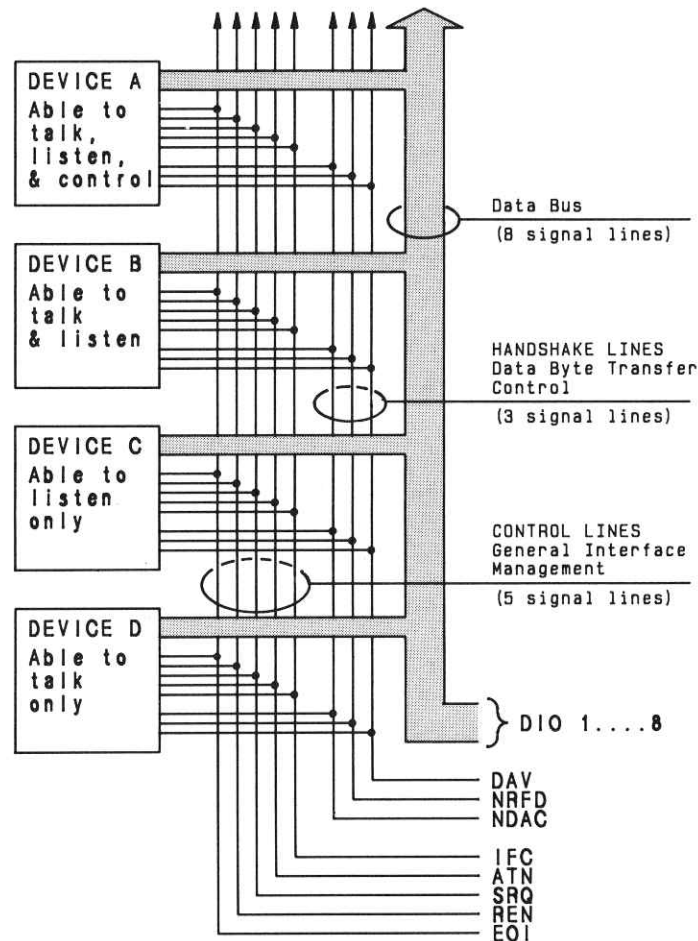 DEVICE A
Able to
talk,
listen,
& control
Data Bus
(8 signal lines)
DEVICE B
Able to
talk
& listen
HANDSHAKE LINES
Data Byte Transfer
Control
(3 signal lines)
DEVICE C
Able to
listen
only
CONTROL LINES
General Interface
Management
(5 signal lines)
DEVICE D
Able to
talk
only
DIO 1....8
DAV
NRFD
NDAC
IFC
ATN
SRQ
REN
EOI